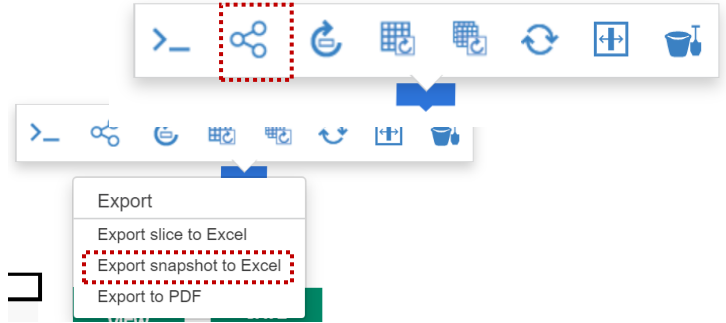 Export
Export slice to Excel
Export snapshot to Excel
Export to PDF